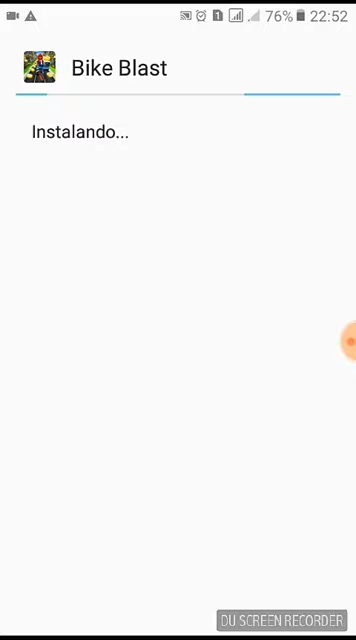 76% 22:52
Bike Blast
Instalando...
DU SCREEN RECORDER